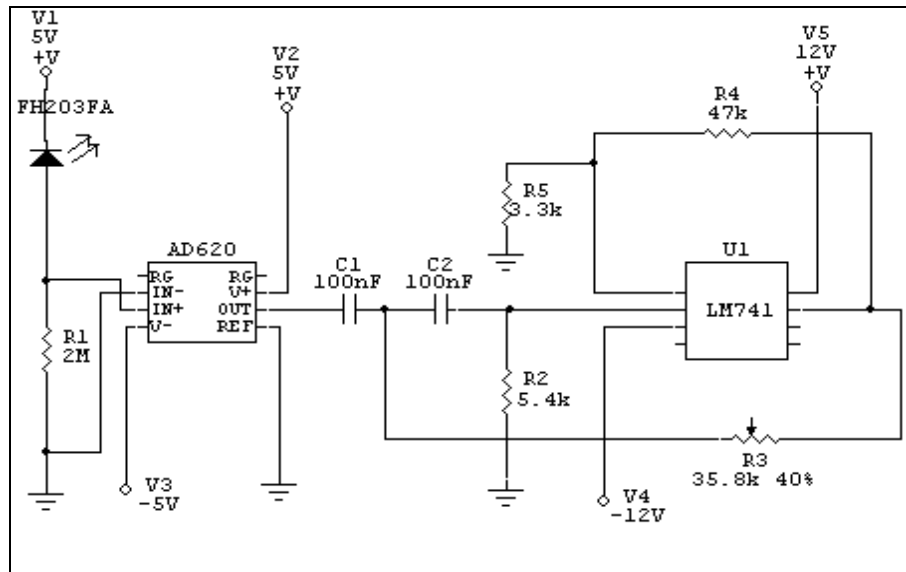 V1
5V
+V
FH203FA
V2
5V
+V
V5
12V
+V
R4
47k
R5
3.3k
AD620
RG
IN-
IN+
V-
RG
V+
OUT
REF
C1
100nF
C2
100nF
U1
LM741
R1
2M
R2
5.4k
R3
35.8k 40%
V3
-5V
V4
-12V